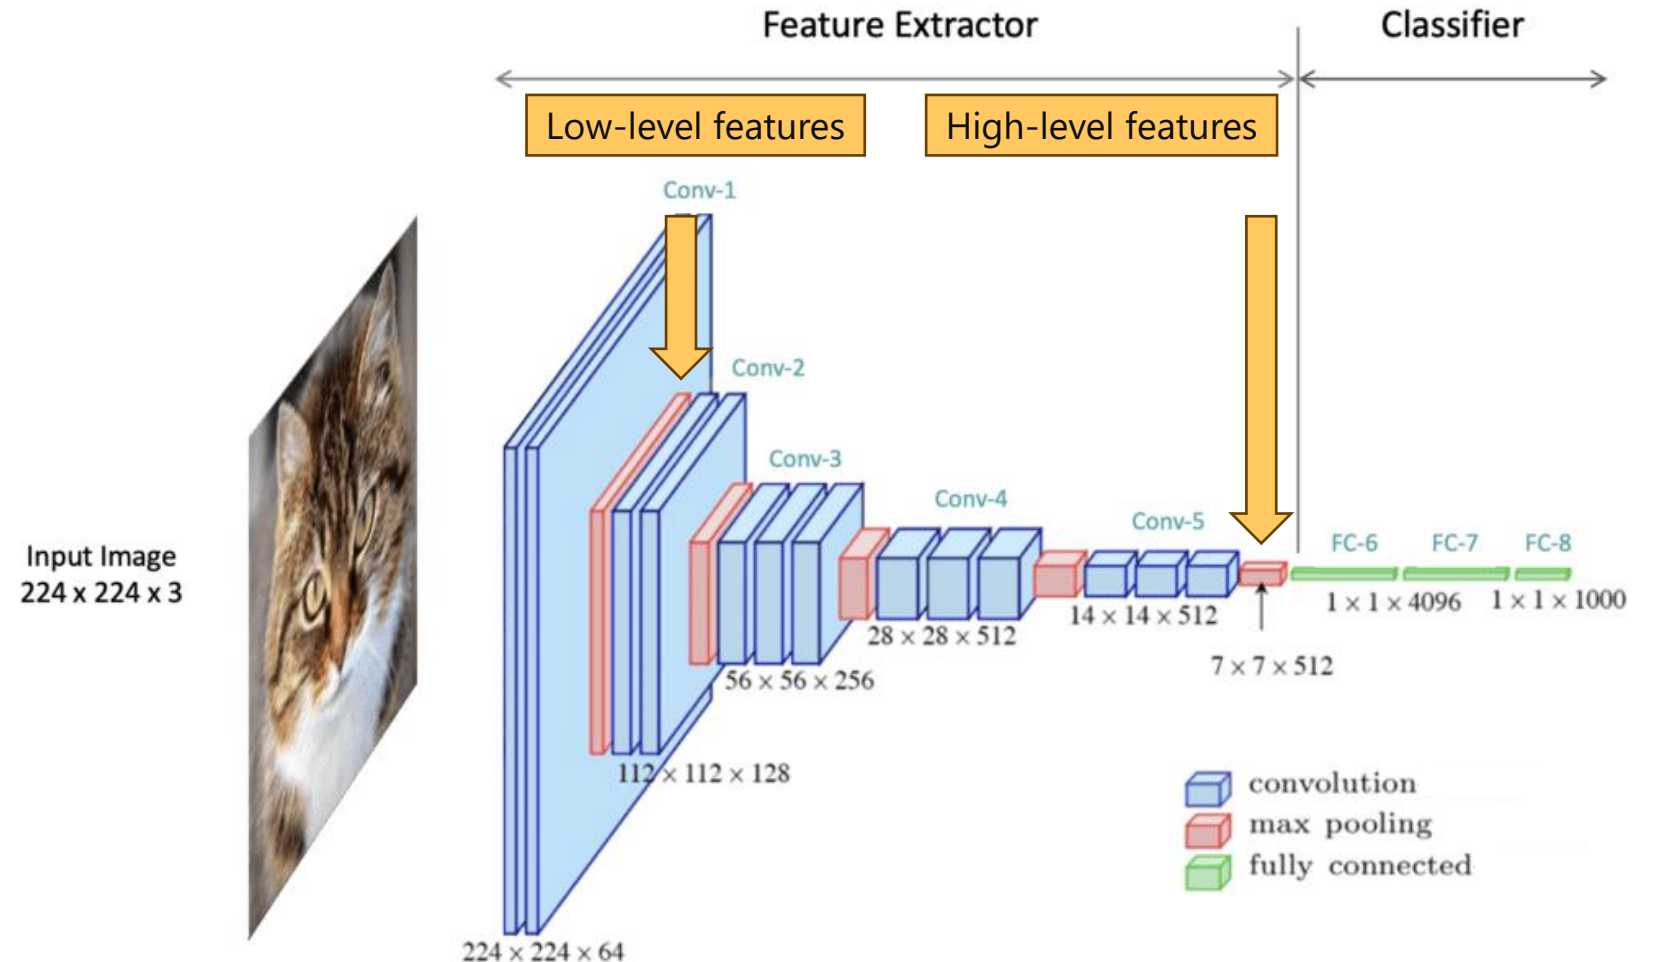 Feature Extractor
Classifier
Low-level features
High-level features
Conv-1
Conv-2
Conv-3
Conv-4
Conv-5
FC-6
FC-7
FC-8
Input Image
224 x 224 x 3
1 × 1 × 4096
1 × 1 × 1000
14 × 14 × 512
28 × 28 × 512
7 × 7 × 512
56 × 56 × 256
112 × 112 × 128
224 × 224 × 64
convolution
max pooling
fully connected